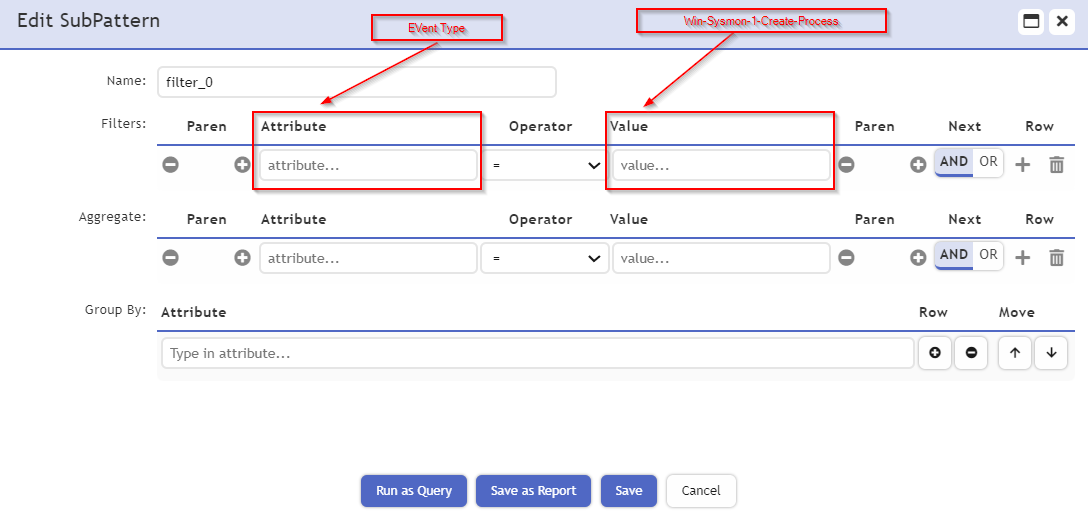 Edit SubPattern
EVent Type
Win-Sysmon-1-Create-Process
Name: filter_0
Filters: Paren Attribute Operator Value Paren Next Row
attribute... = value... AND OR
Aggregate: Paren Attribute Operator Value Paren Next Row
attribute... = value... AND OR
Group By: Attribute Row Move
Type in attribute...
Run as Query Save as Report Save Cancel